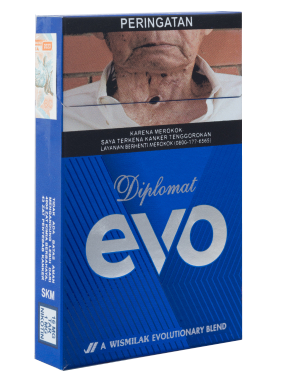 PERINGATAN
KARENA MEROKOK
SAYA TERKENA KANKER TENGGOROKAN
LAYANAN BERHENTI MEROKOK (0800-177-6565)
Diplomat
evo
A WISMILAK EVOLUTIONARY BLEND
SKM